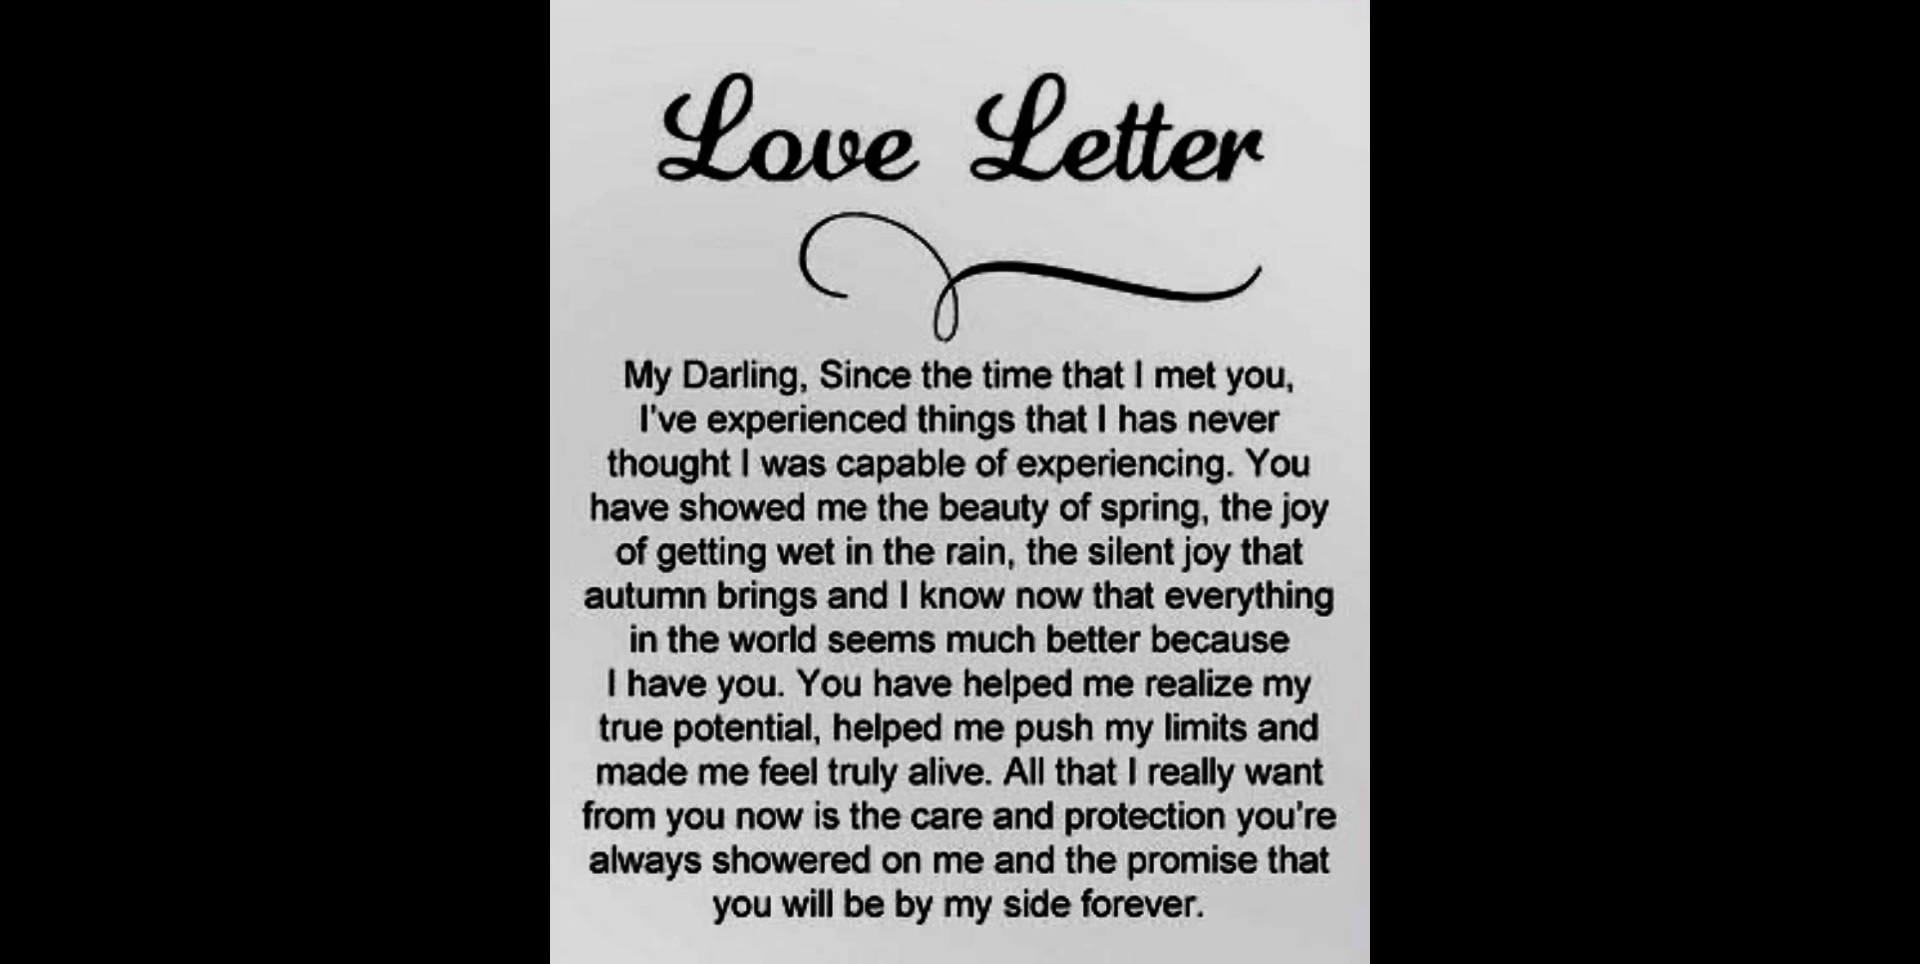 Love Letter
My Darling, Since the time that I met you,
I've experienced things that I has never
thought I was capable of experiencing. You
have showed me the beauty of spring, the joy
of getting wet in the rain, the silent joy that
autumn brings and I know now that everything
in the world seems much better because
I have you. You have helped me realize my
true potential, helped me push my limits and
made me feel truly alive. All that I really want
from you now is the care and protection you're
always showered on me and the promise that
you will be by my side forever.